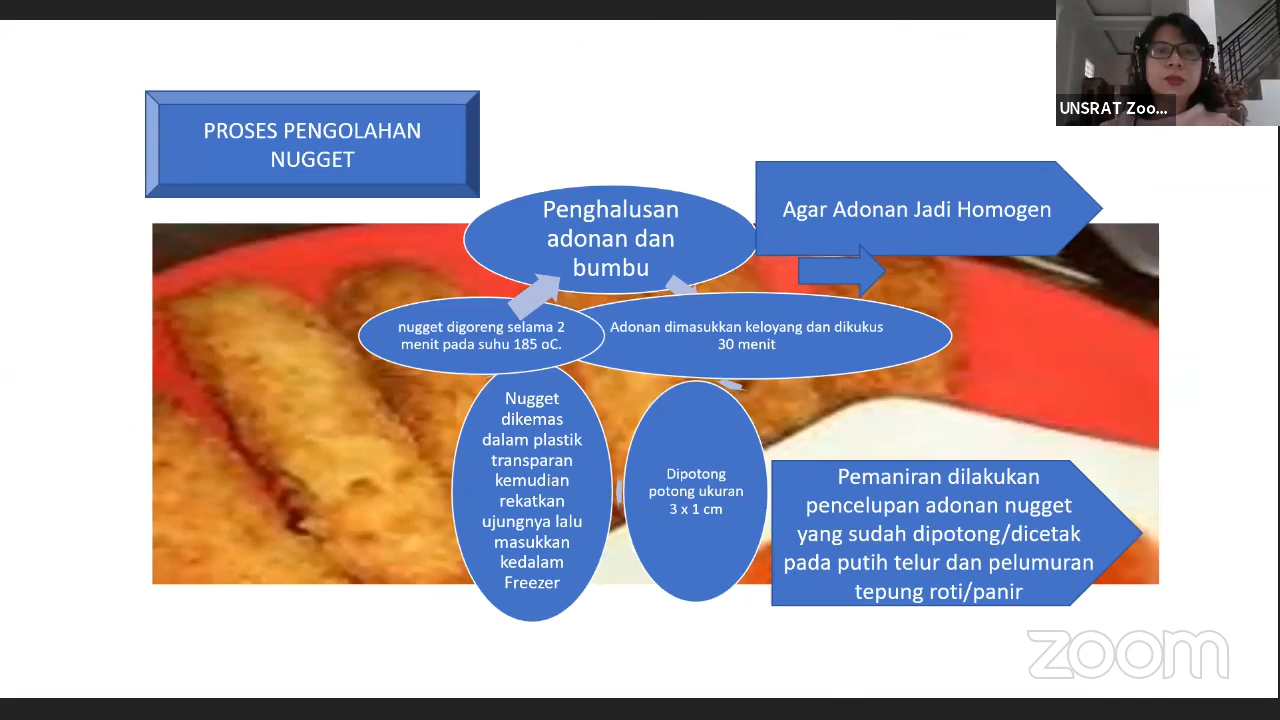 UNSRAT Zoo...
PROSES PENGOLAHAN
NUGGET
Penghalusan
adonan dan
bumbu
Agar Adonan Jadi Homogen
nugget digoreng selama 2
menit pada suhu 185 oC.
Adonan dimasukkan keloyang dan dikukus
30 menit
Nugget
dikemas
dalam plastik
transparan
kemudian
rekatkan
ujungnya lalu
masukkan
kedalam
Freezer
Dipotong
potong ukuran
3 x 1 cm
Pemaniran dilakukan
pencelupan adonan nugget
yang sudah dipotong/dicetak
pada putih telur dan pelumuran
tepung roti/panir
zoom